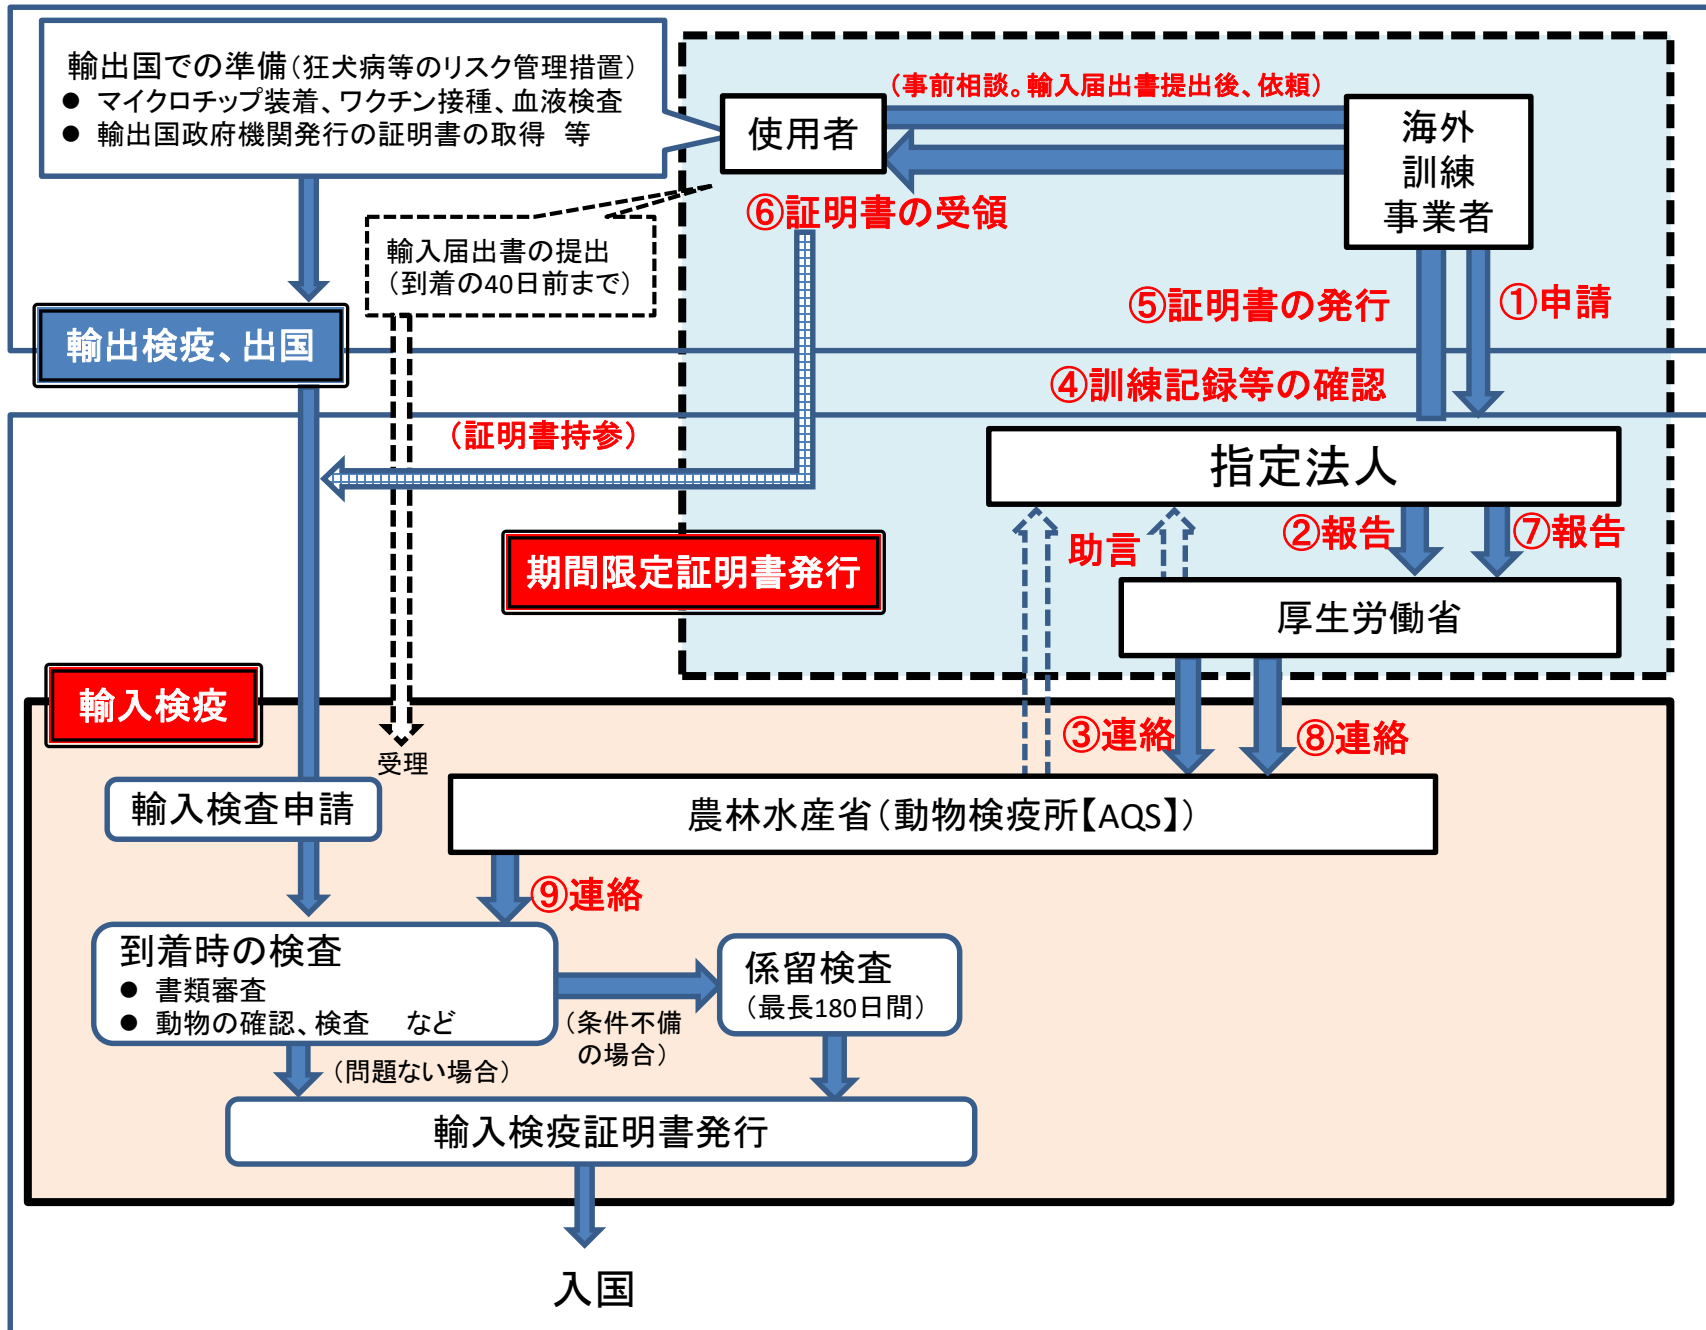 輸出国での準備（狂犬病等のリスク管理措置）
● マイクロチップ装着、ワクチン接種、血液検査
● 輸出国政府機関発行の証明書の取得　等
（事前相談。輸入届出書提出後、依頼）
使用者
海外
訓練
事業者
⑥証明書の受領
輸入届出書の提出
（到着の40日前まで）
⑤証明書の発行
①申請
輸出検疫、出国
④訓練記録等の確認
（証明書持参）
指定法人
②報告
⑦報告
助言
期間限定証明書発行
厚生労働省
輸入検疫
③連絡
⑧連絡
受理
輸入検査申請
農林水産省（動物検疫所【AQS】）
⑨連絡
到着時の検査
● 書類審査
● 動物の確認、検査　など
係留検査
（最長180日間）
（条件不備
の場合）
（問題ない場合）
輸入検疫証明書発行
入国